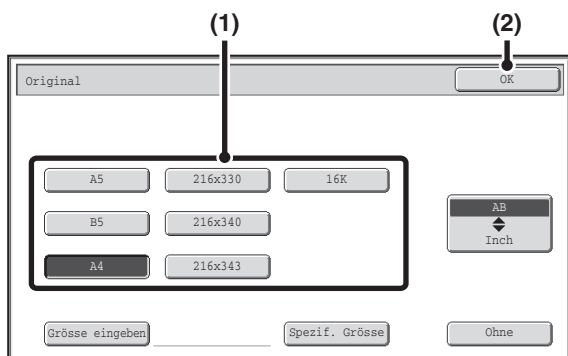 (1) (2)
Original OK
A5 216x330 16K
B5 216x340
A4 216x343
AB
Inch
Grösse eingeben Spezif. Grösse Ohne